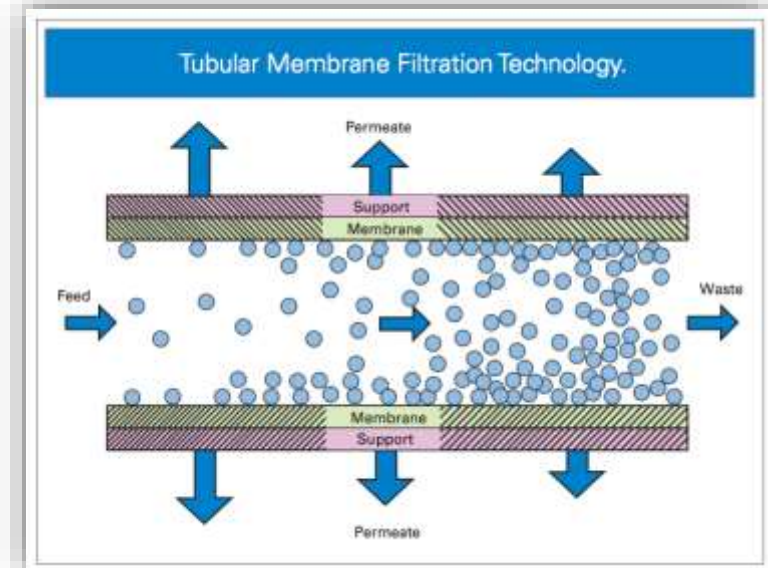 Tubular Membrane Filtration Technology.
Permeate
Support
Membrane
Feed
Waste
Membrane
Support
Permeate